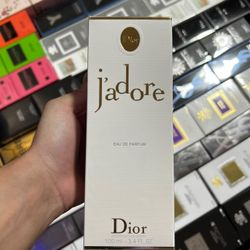 j'adore
EAU DE PARFUM
Dior
100 ml - 3.4 FL. OZ